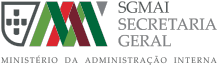 SGMAI
SECRETARIA
GERAL
MINISTÉRIO DA ADMINISTRAÇÃO INTERNA